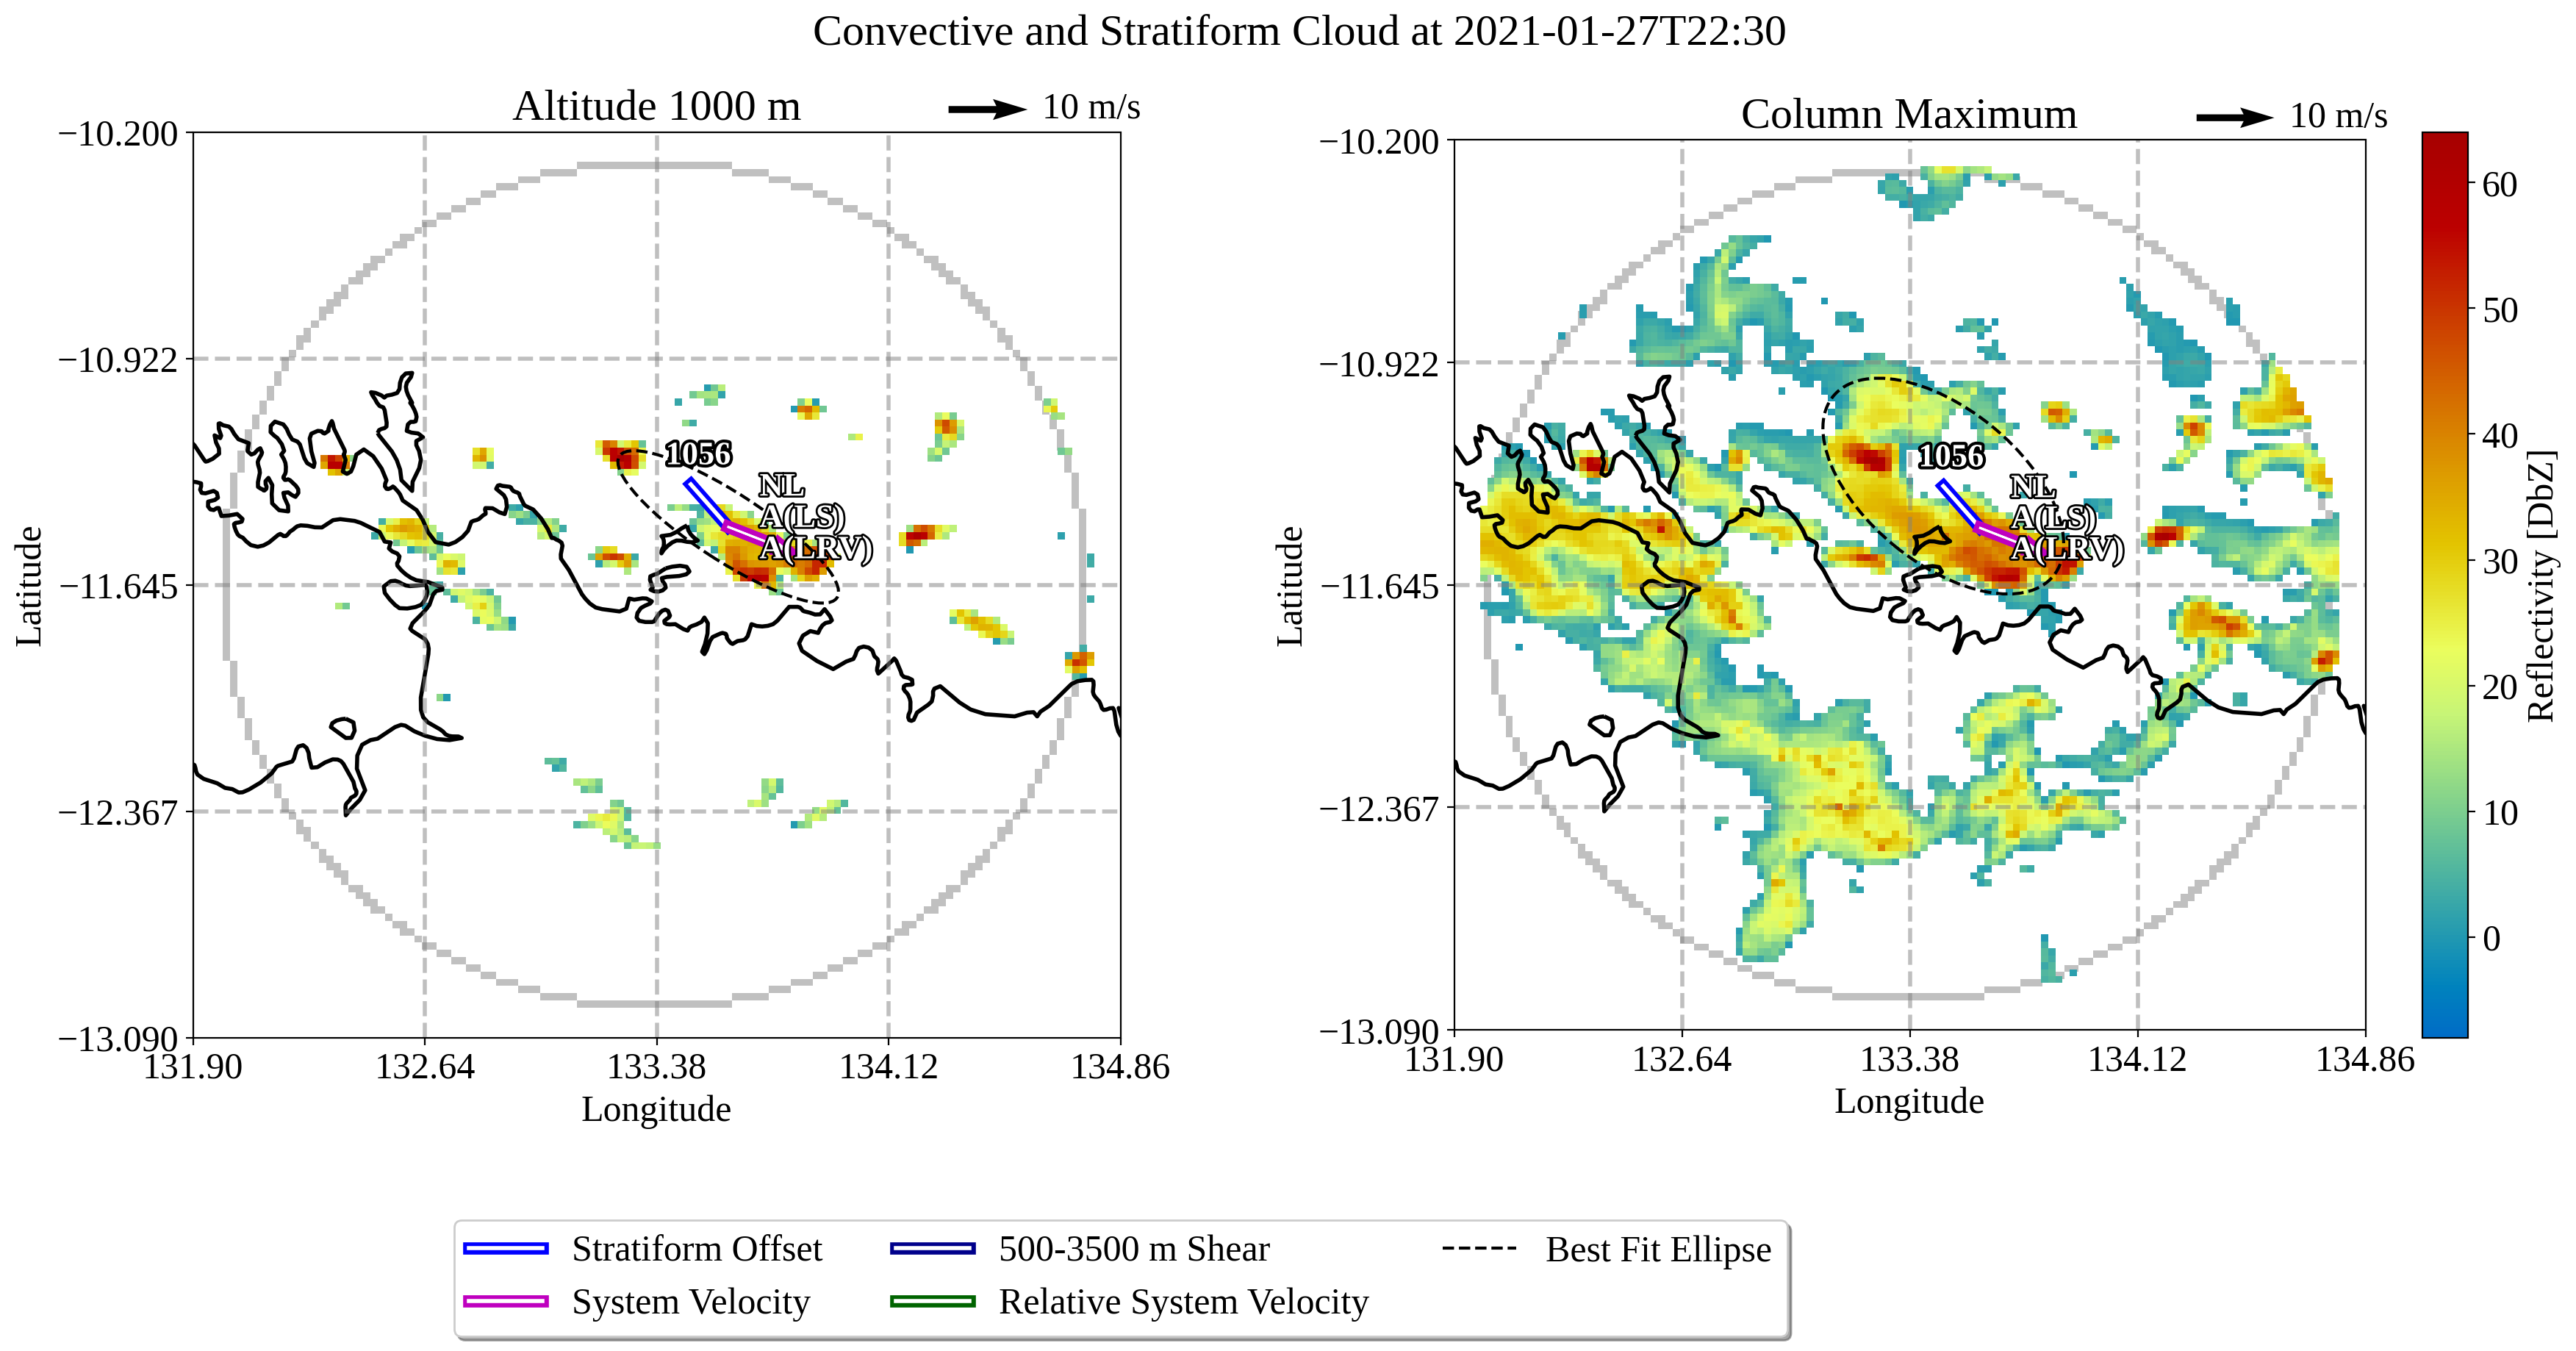 Convective and Stratiform Cloud at 2021-01-27T22:30
Altitude 1000 m
10 m/s
−10.200
−10.922
−11.645
−12.367
−13.090
131.90
132.64
133.38
134.12
134.86
Latitude
Longitude
1056
NL
A(LS)
A(LRV)
Column Maximum
10 m/s
−10.200
−10.922
−11.645
−12.367
−13.090
131.90
132.64
133.38
134.12
134.86
Latitude
Longitude
1056
NL
A(LS)
A(LRV)
60
50
40
30
20
10
0
Reflectivity [DbZ]
Stratiform Offset
System Velocity
500-3500 m Shear
Relative System Velocity
Best Fit Ellipse